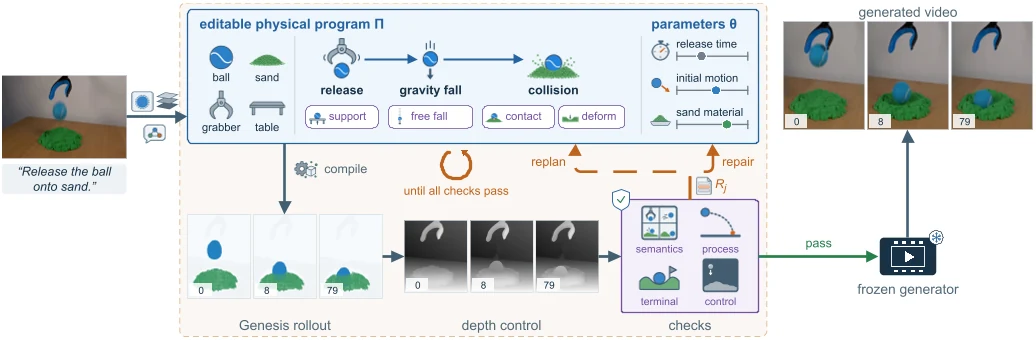 editable physical program Π
parameters θ
generated video
ball
sand
grabber
table
release
gravity fall
collision
support
free fall
contact
deform
release time
initial motion
sand material
0
8
79
"Release the ball
onto sand."
compile
until all checks pass
replan
repair
Rj
0
8
79
0
8
79
semantics
process
terminal
control
pass
frozen generator
Genesis rollout
depth control
checks